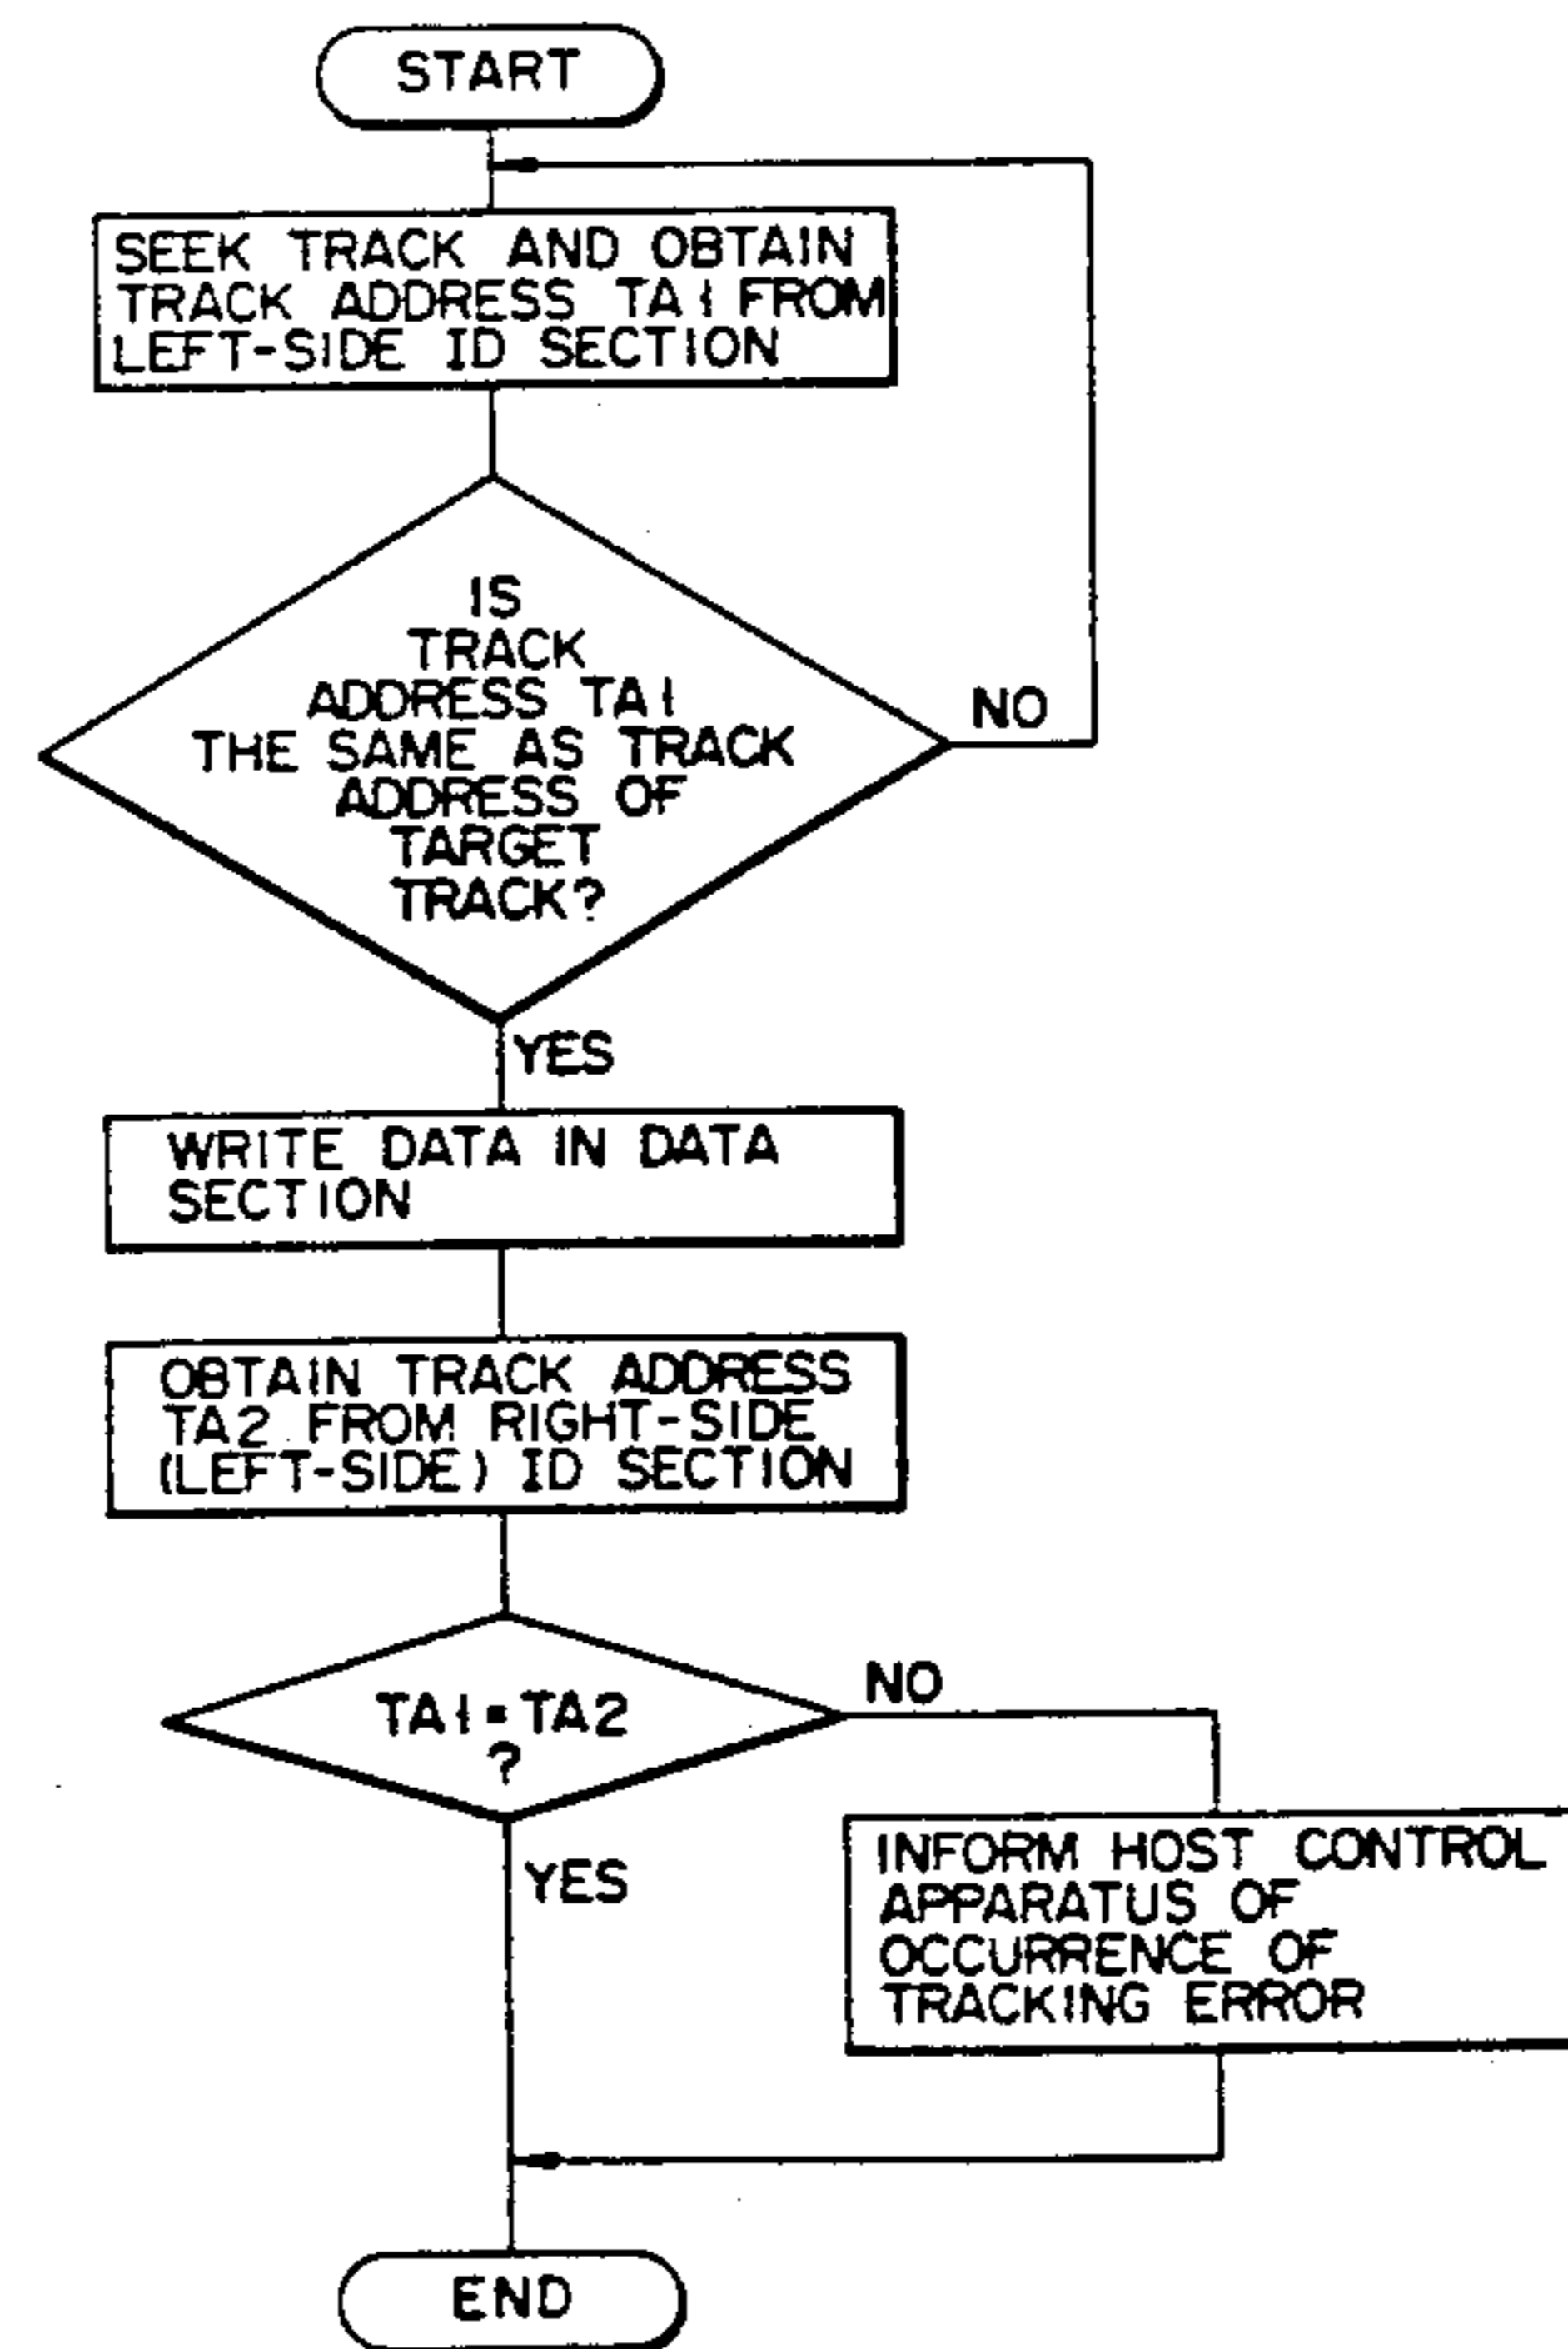 START
SEEK TRACK AND OBTAIN
TRACK ADDRESS TA1 FROM
LEFT-SIDE ID SECTION
IS
TRACK
ADDRESS TA1
THE SAME AS TRACK
ADDRESS OF
TARGET
TRACK?
NO
YES
WRITE DATA IN DATA
SECTION
OBTAIN TRACK ADDRESS
TA2 FROM RIGHT-SIDE
(LEFT-SIDE) ID SECTION
TA1=TA2
?
NO
YES
INFORM HOST CONTROL
APPARATUS OF
OCCURRENCE OF
TRACKING ERROR
END